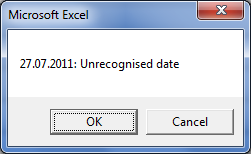 Microsoft Excel
27.07.2011: Unrecognised date
OK
Cancel